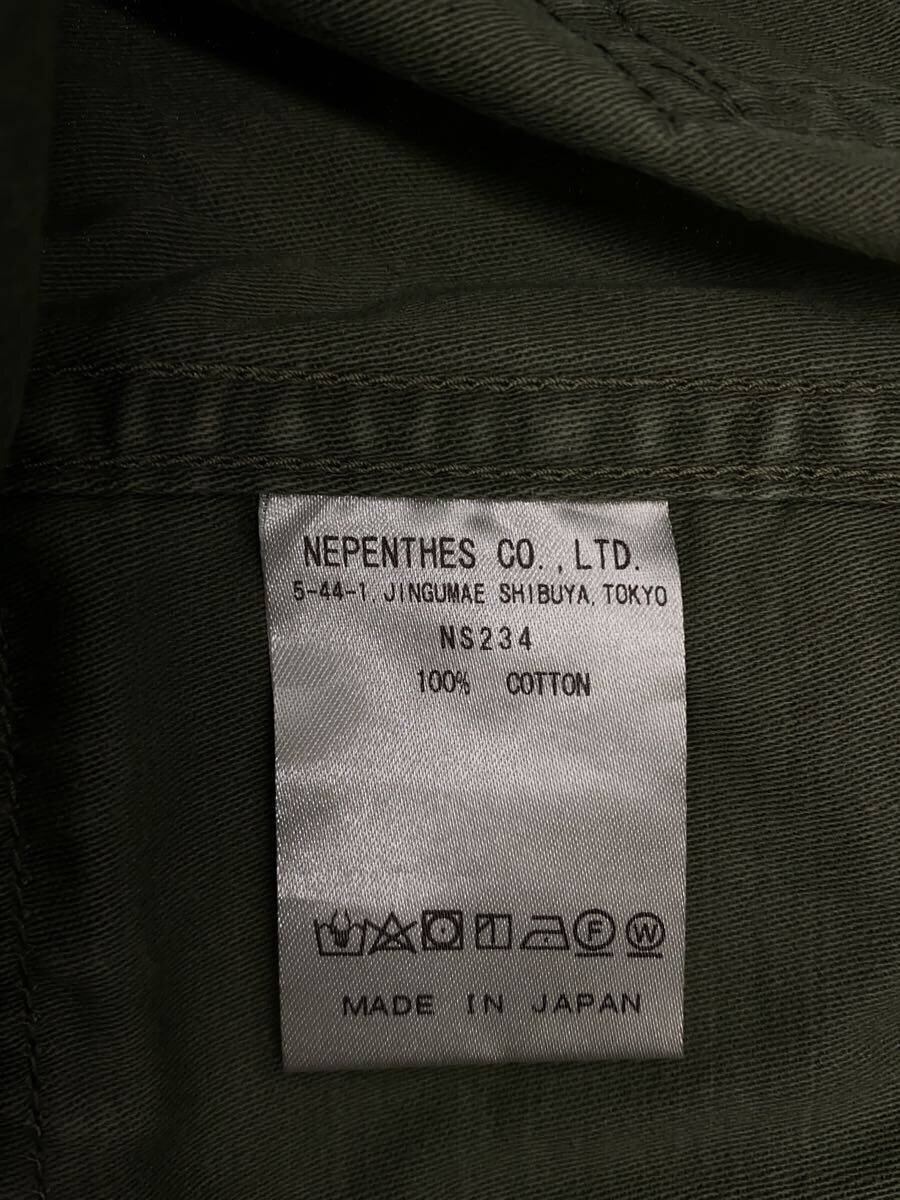 NEPENTHES CO.,LTD.
5-44-1, JINGUMAE SHIBUYA, TOKYO
NS234
100% COTTON
F W
MADE IN JAPAN